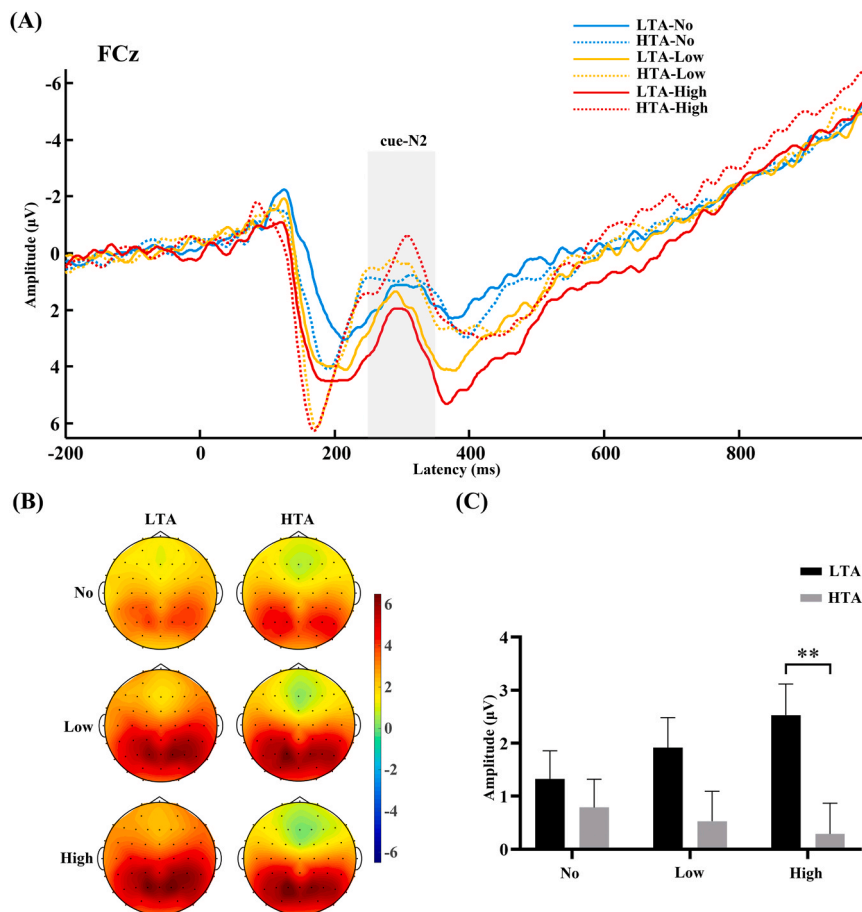 (A)
FCz
LTA-No
HTA-No
LTA-Low
HTA-Low
LTA-High
HTA-High
cue-N2
Amplitude (μV)
-6
-4
-2
0
2
4
6
-200 0 200 400 600 800
Latency (ms)
(B)
LTA HTA
No
Low
High
6
4
2
0
-2
-4
-6
(C)
LTA
HTA
**
Amplitude (μV)
4
3
2
1
0
No Low High